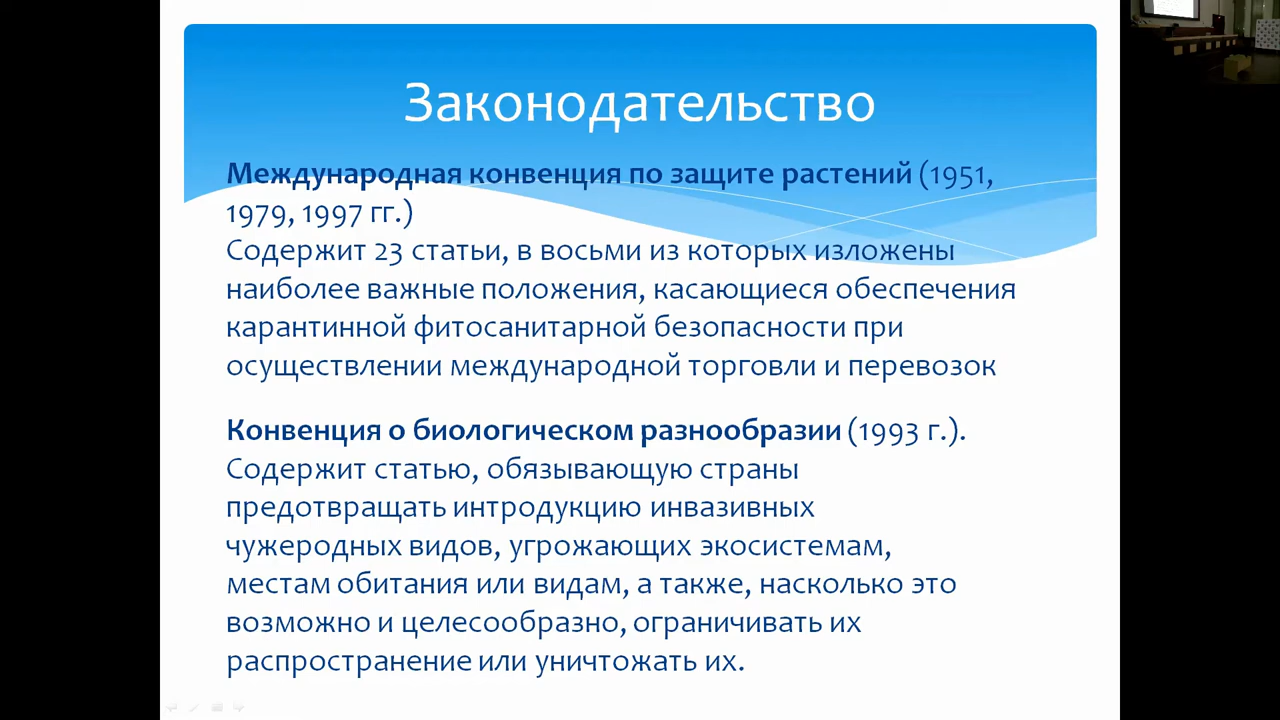 Законодательство
Международная конвенция по защите растений (1951,
1979, 1997 гг.)
Содержит 23 статьи, в восьми из которых изложены
наиболее важные положения, касающиеся обеспечения
карантинной фитосанитарной безопасности при
осуществлении международной торговли и перевозок
Конвенция о биологическом разнообразии (1993 г.).
Содержит статью, обязывающую страны
предотвращать интродукцию инвазивных
чужеродных видов, угрожающих экосистемам,
местам обитания или видам, а также, насколько это
возможно и целесообразно, ограничивать их
распространение или уничтожать их.